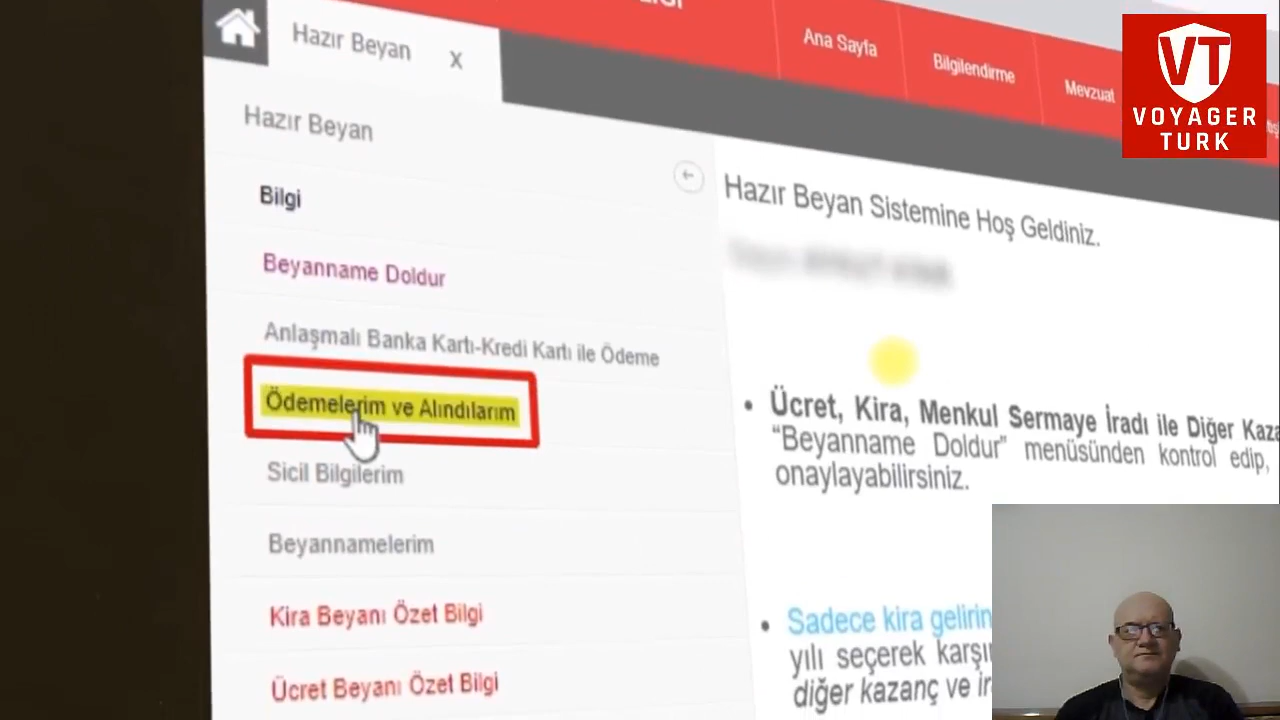 Ana Sayfa
Bilgilendirme
Mevzuat
VT
VOYAGER
TURK
Hazır Beyan
X
Hazır Beyan
Bilgi
Beyanname Doldur
Anlaşmalı Banka Kartı-Kredi Kartı ile Ödeme
Ödemelerim ve Alındılarım
Sicil Bilgilerim
Beyannamelerim
Kira Beyanı Özet Bilgi
Ücret Beyanı Özet Bilgi
Hazır Beyan Sistemine Hoş Geldiniz.
• Ücret, Kira, Menkul Sermaye İradı ile Diğer Kaza
“Beyanname Doldur” menüsünden kontrol edip,
onaylayabilirsiniz.
• Sadece kira gelirin
yılı seçerek karşı
diğer kazanç ve ir